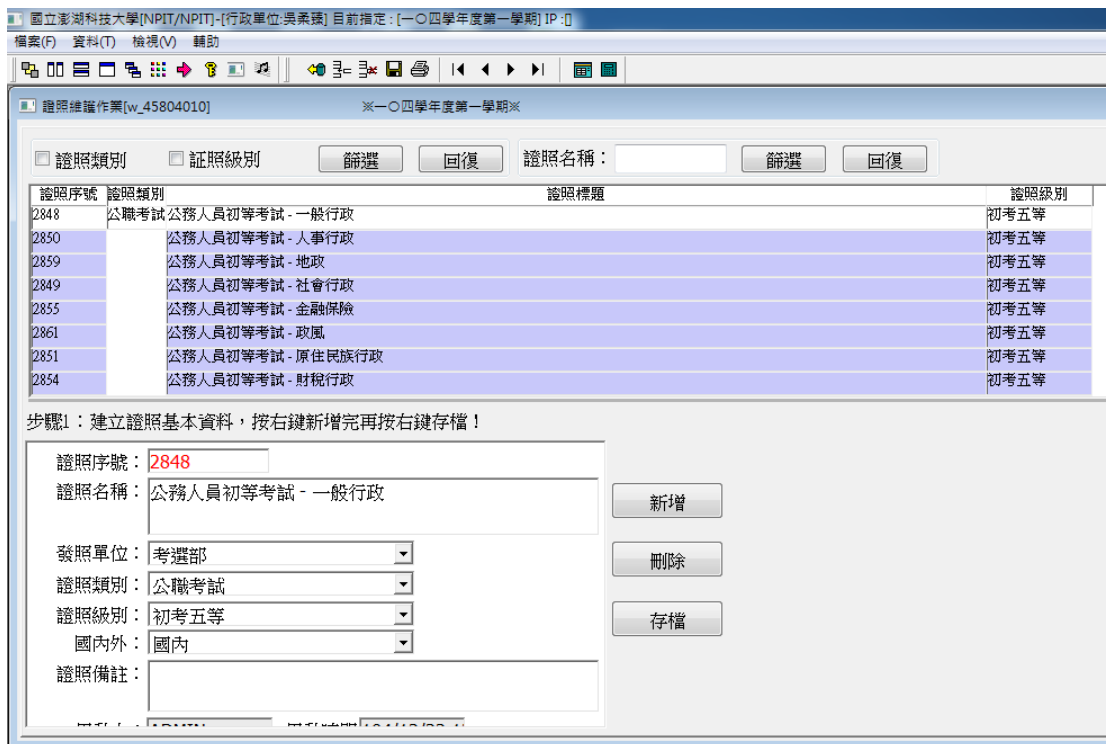 國立澎湖科技大學[NPIT/NPIT]-[行政單位:吳柔臻] 目前指定 : [一○四學年度第一學期] IP :[]
檔案(F) 資料(T) 檢視(V) 輔助
證照維護作業[w_45804010] ※一○四學年度第一學期※
證照類別 証照級別 篩選 回復 證照名稱： 篩選 回復
證照序號 證照類別 證照標題 證照級別
2848 公職考試 公務人員初等考試 - 一般行政 初考五等
2850 公務人員初等考試 - 人事行政 初考五等
2859 公務人員初等考試 - 地政 初考五等
2849 公務人員初等考試 - 社會行政 初考五等
2855 公務人員初等考試 - 金融保險 初考五等
2861 公務人員初等考試 - 政風 初考五等
2851 公務人員初等考試 - 原住民族行政 初考五等
2854 公務人員初等考試 - 財稅行政 初考五等
步驟1：建立證照基本資料，按右鍵新增完再按右鍵存檔！
證照序號：2848
證照名稱：公務人員初等考試 - 一般行政
新增
發照單位：考選部
刪除
證照類別：公職考試
證照級別：初考五等
存檔
國內外：國內
證照備註：